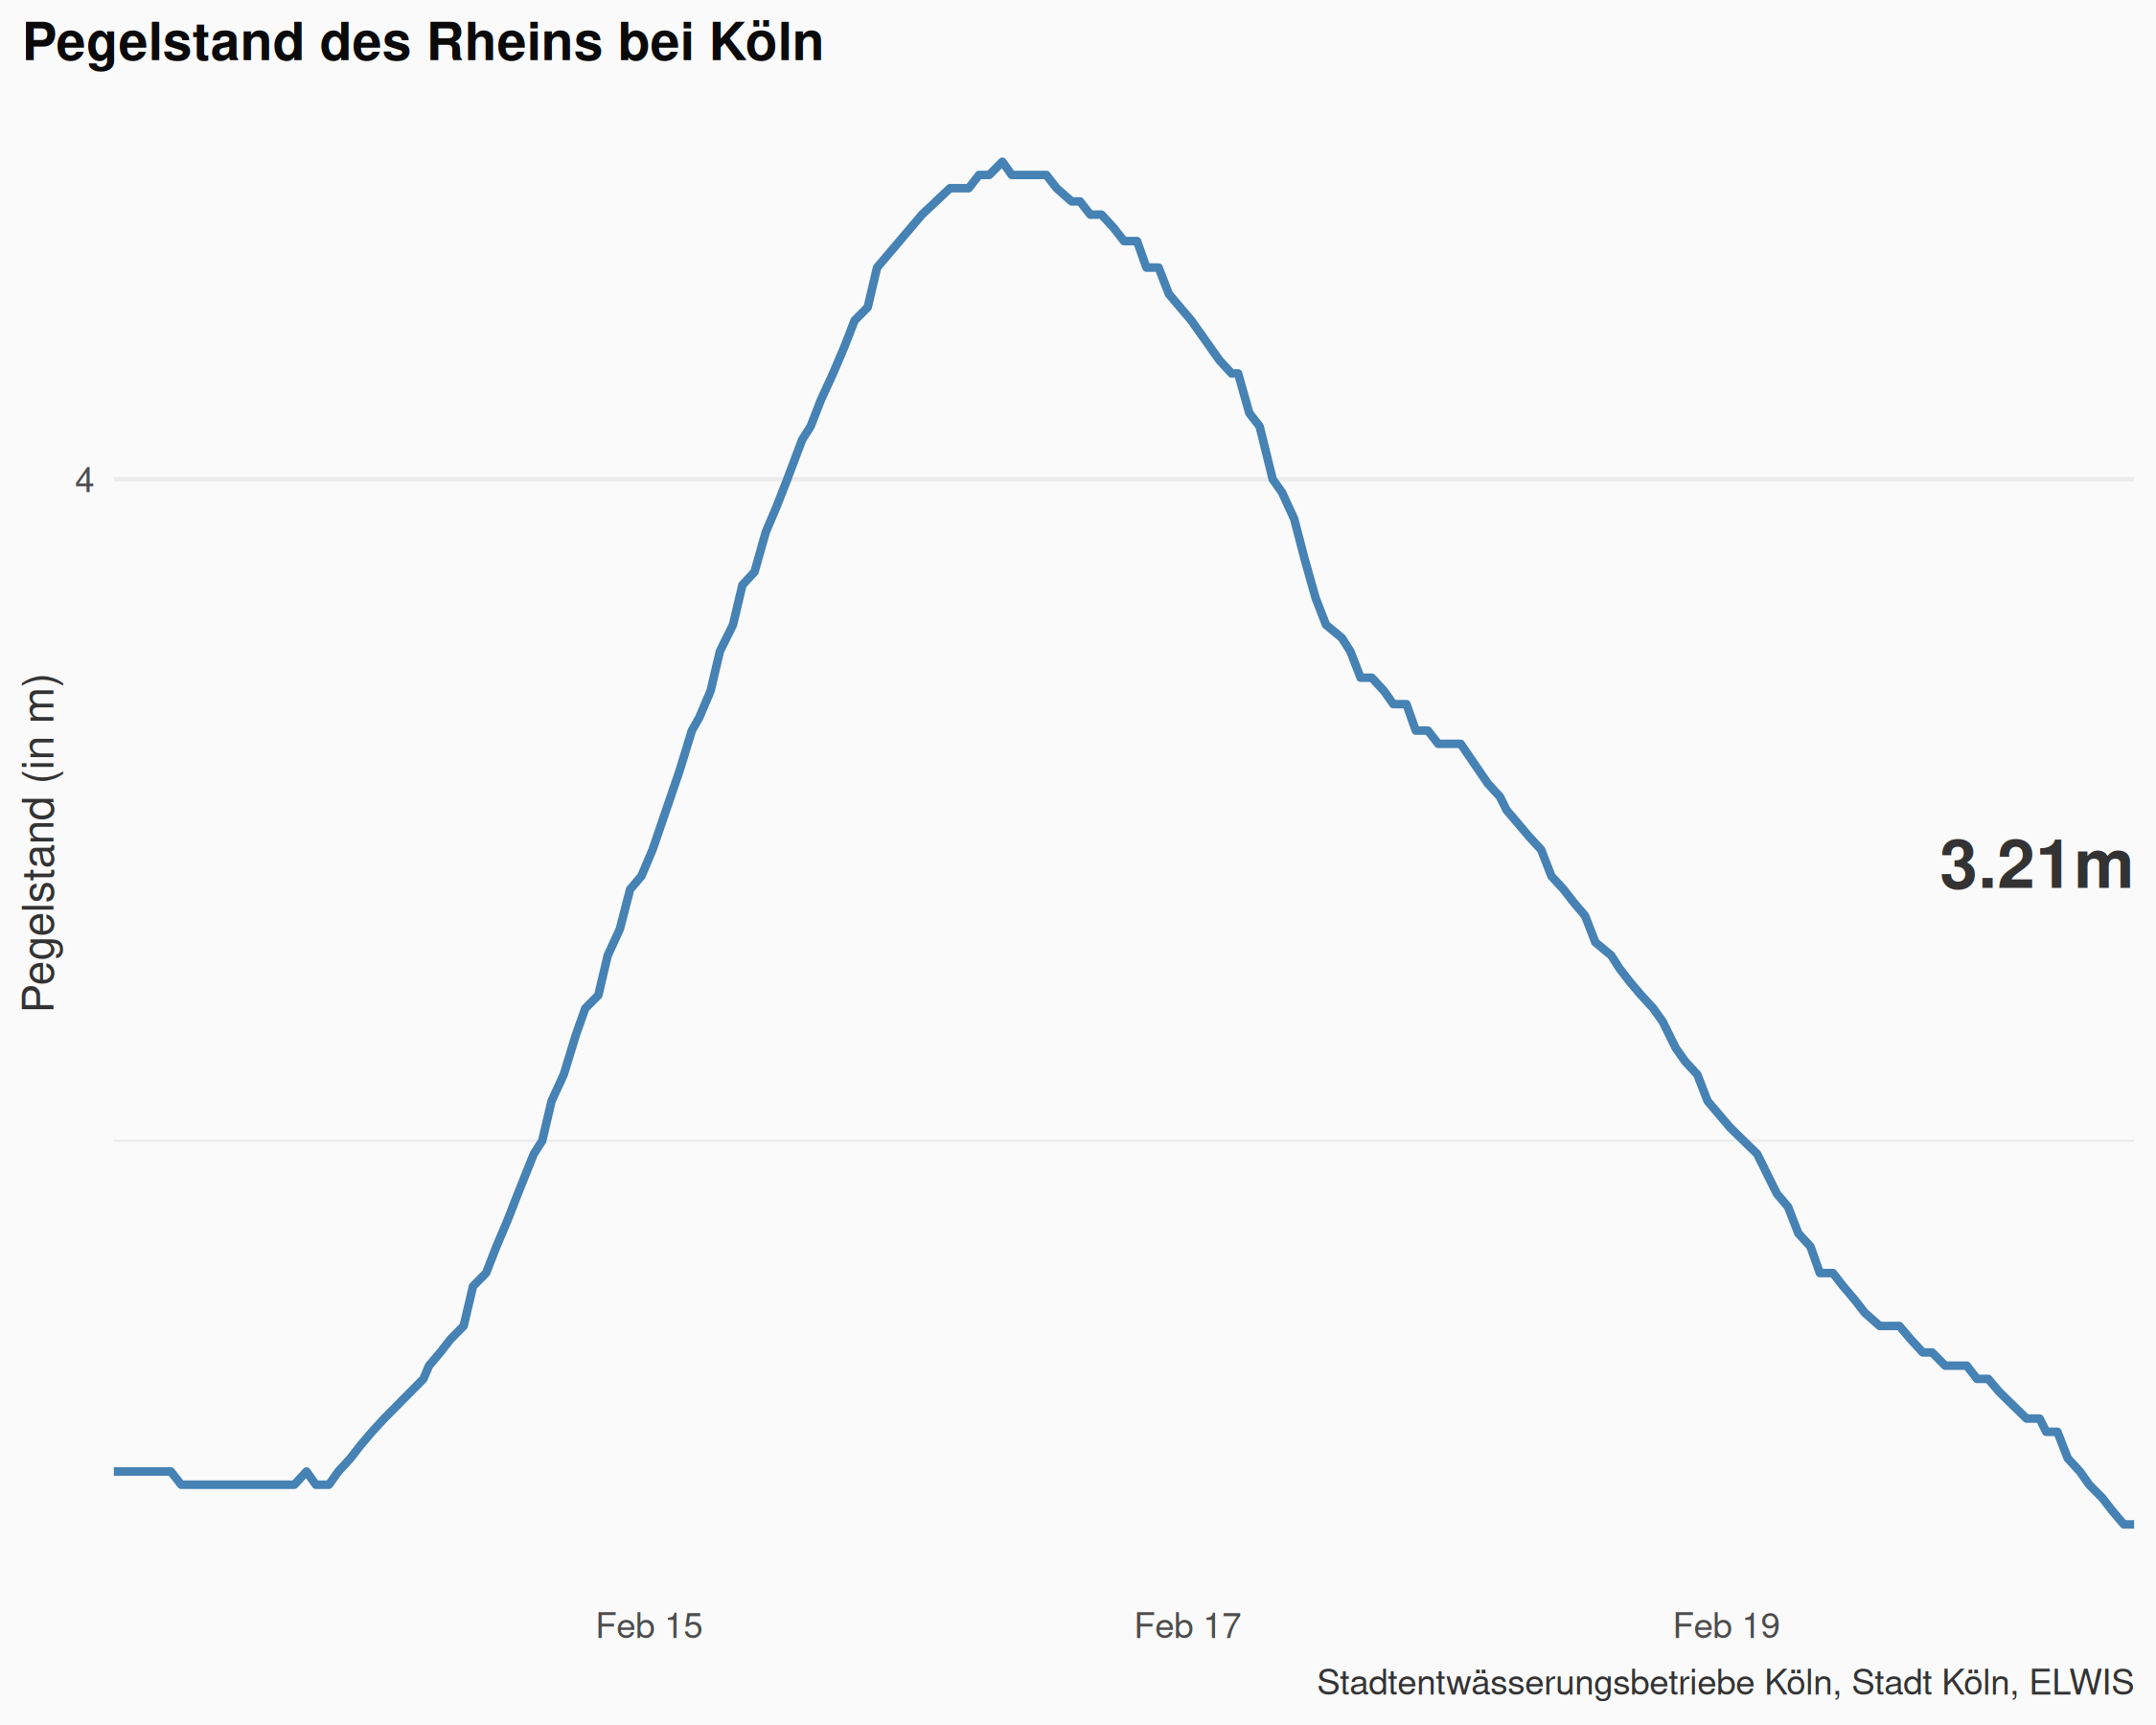 Pegelstand des Rheins bei Köln
Pegelstand (in m)
4
3.21m
Feb 15
Feb 17
Feb 19
Stadtentwässerungsbetriebe Köln, Stadt Köln, ELWIS